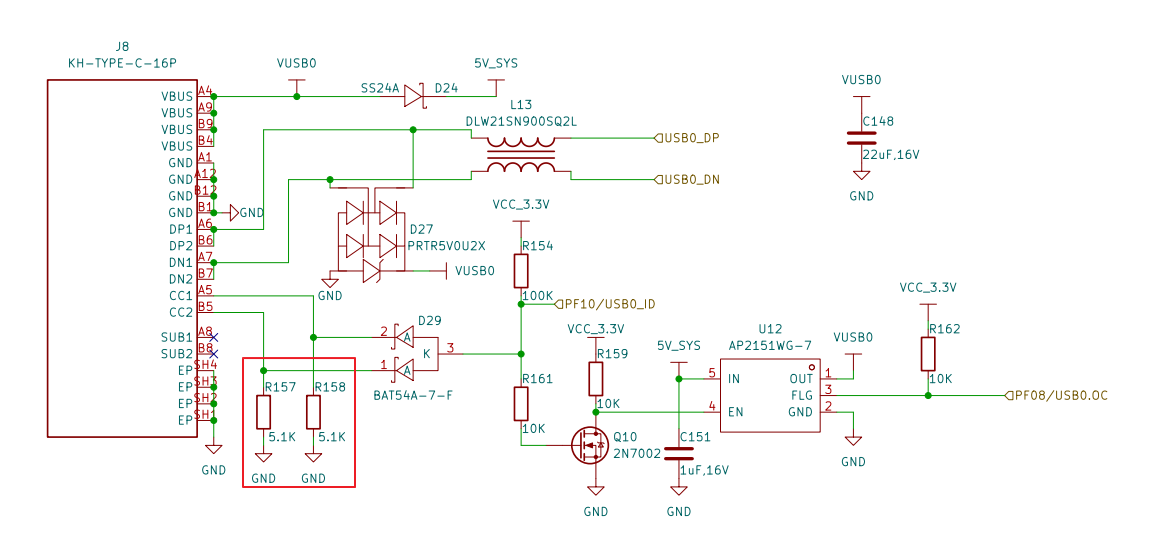 J8
KH-TYPE-C-16P
VBUS A4
VBUS A9
VBUS B9
VBUS B4
GND A1
GND A12
GND B12
GND B1
DP1 A6
DP2 B6
DN1 A7
DN2 B7
CC1 A5
CC2 B5
SUB1 A8
SUB2 B8
EP SH4
EP SH3
EP SH2
EP SH1
GND
GND
VUSB0
SS24A D24
5V_SYS
L13
DLW21SN900SQ2L
USB0_DP
USB0_DN
VUSB0
C148
22uF,16V
GND
D27
PRTR5V0U2X
VUSB0
GND
VCC_3.3V
R154
100K
PF10/USB0_ID
D29
2 A
K 3
1 A
BAT54A-7-F
R157
5.1K
GND
R158
5.1K
GND
R161
10K
VCC_3.3V
R159
10K
Q10
2N7002
GND
5V_SYS
C151
1uF,16V
GND
U12
AP2151WG-7
5 IN
4 EN
OUT 1
FLG 3
GND 2
VUSB0
GND
VCC_3.3V
R162
10K
PF08/USB0.OC